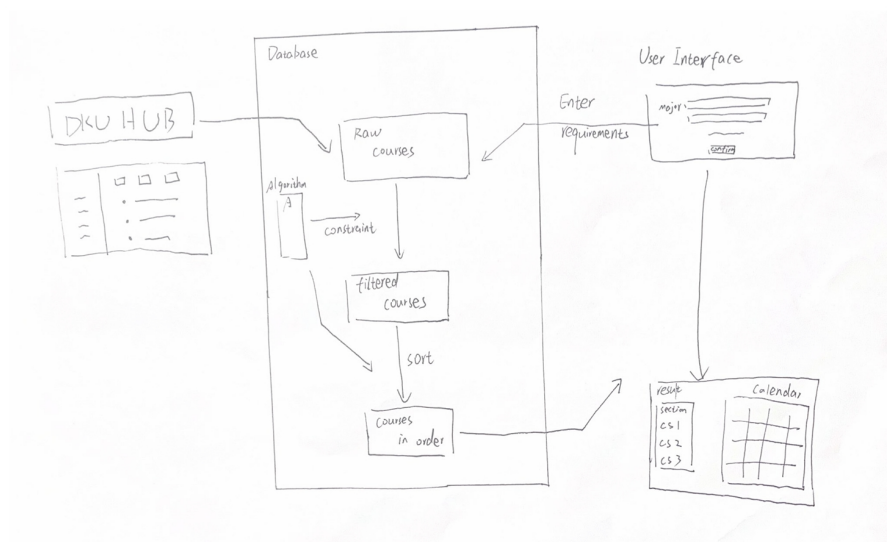 Database
User Interface
DKU HUB
Raw
courses
Enter
requirements
major:
Algorithm
A
constraint
filtered
courses
sort
courses
in order
result
section
CS1
CS2
CS3
Calendar